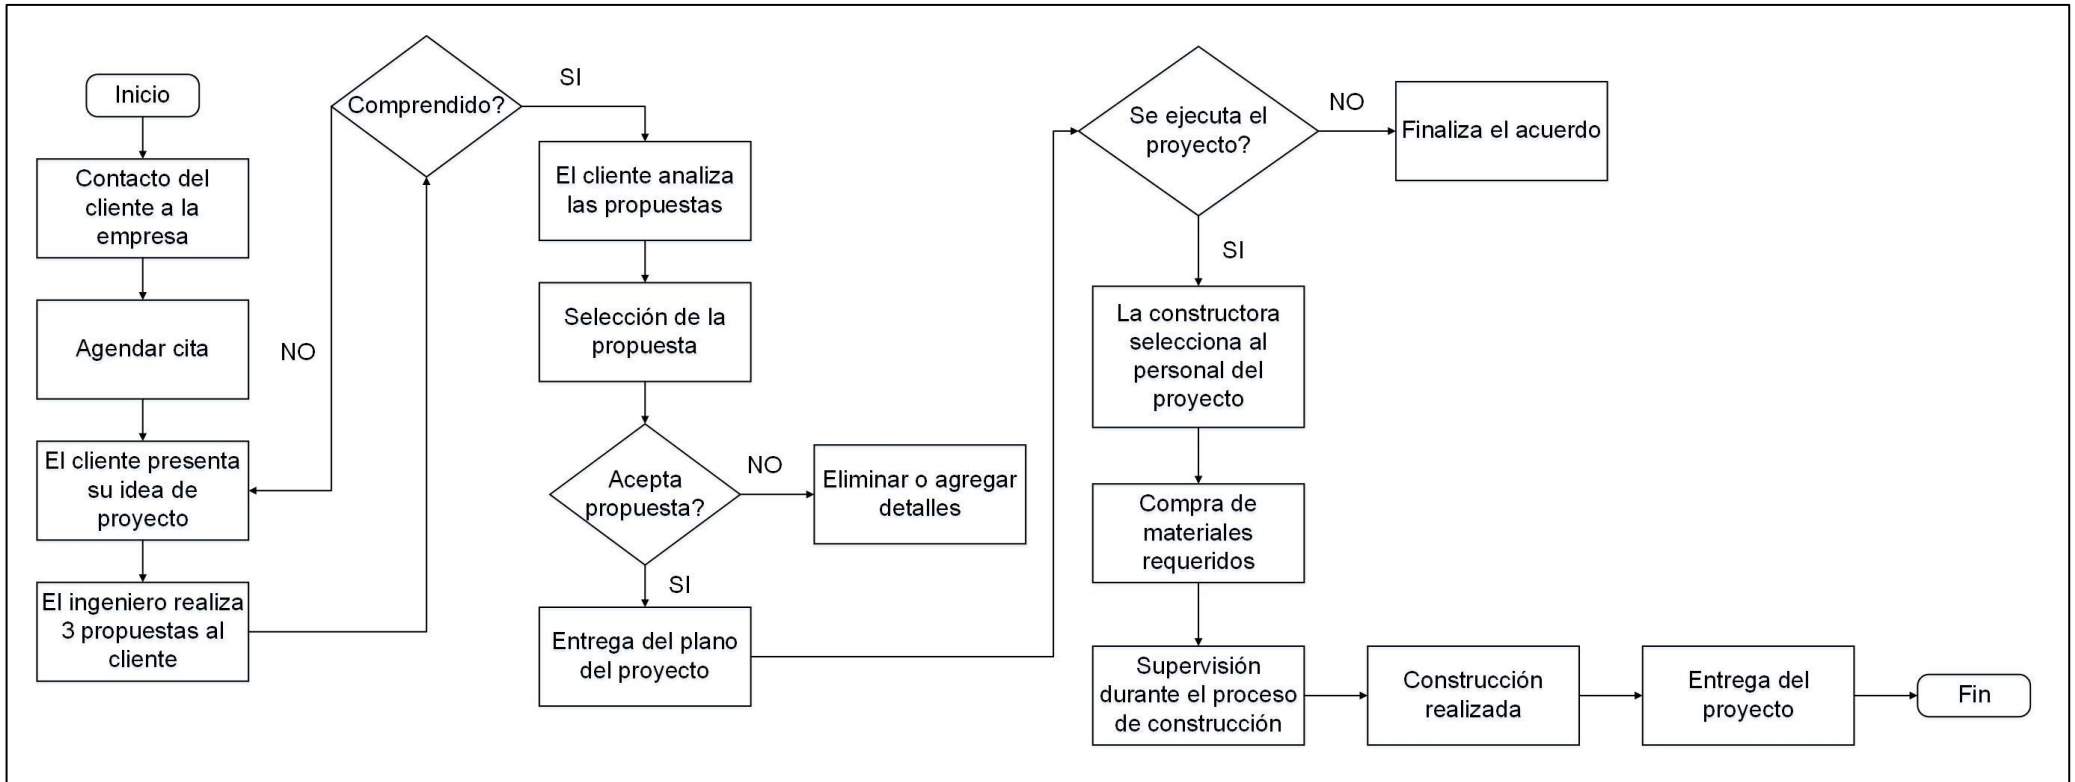 Inicio
Contacto del
cliente a la
empresa
Agendar cita
El cliente presenta
su idea de
proyecto
El ingeniero realiza
3 propuestas al
cliente
NO
Comprendido?
SI
El cliente analiza
las propuestas
Selección de la
propuesta
Acepta
propuesta?
NO
Eliminar o agregar
detalles
SI
Entrega del plano
del proyecto
Se ejecuta el
proyecto?
NO
Finaliza el acuerdo
SI
La constructora
selecciona al
personal del
proyecto
Compra de
materiales
requeridos
Supervisión
durante el proceso
de construcción
Construcción
realizada
Entrega del
proyecto
Fin